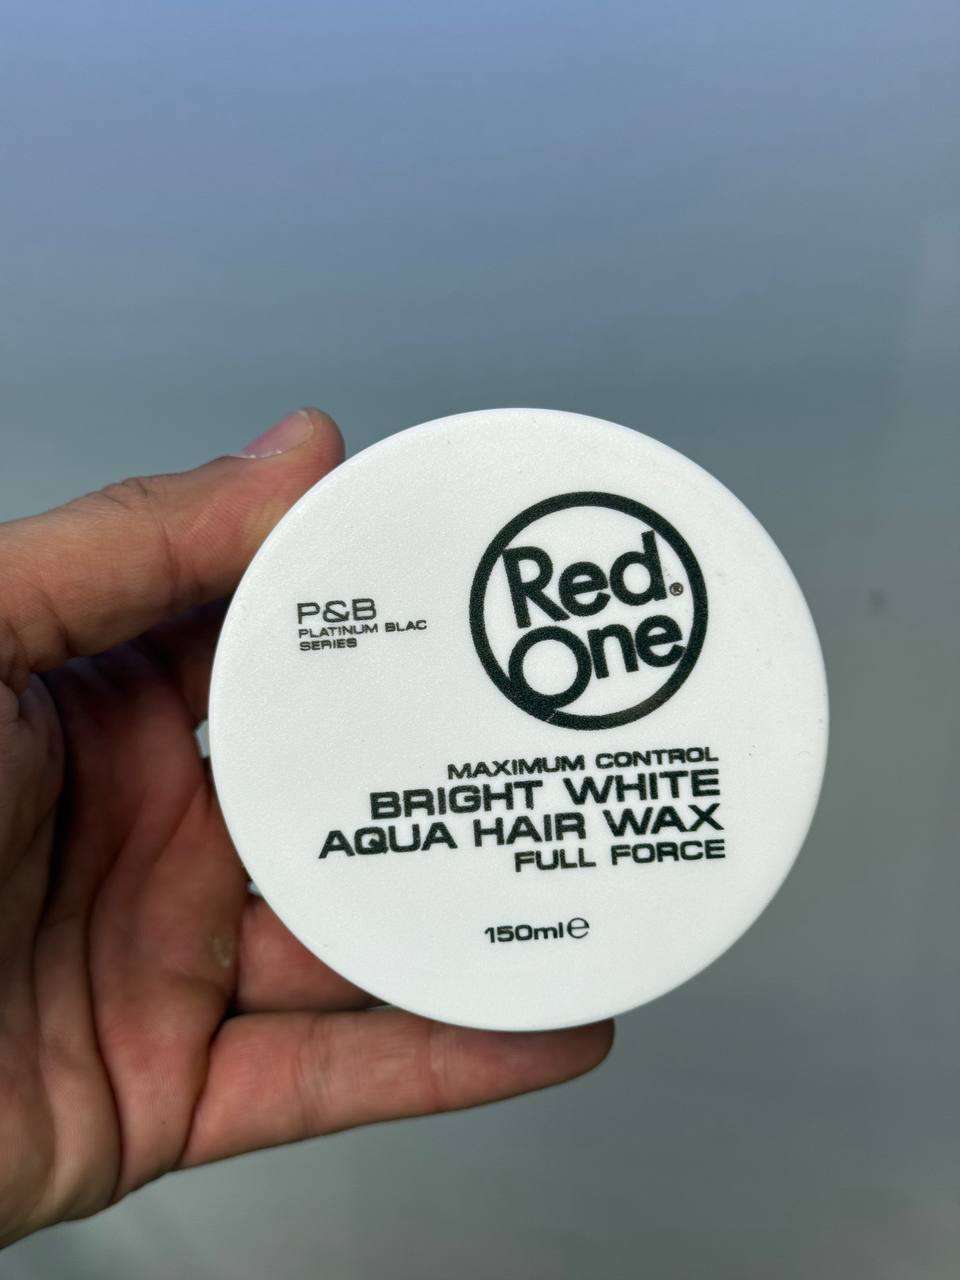 Red®
One
P&B
PLATINUM BLAC
SERIES
MAXIMUM CONTROL
BRIGHT WHITE
AQUA HAIR WAX
FULL FORCE
150ml℮